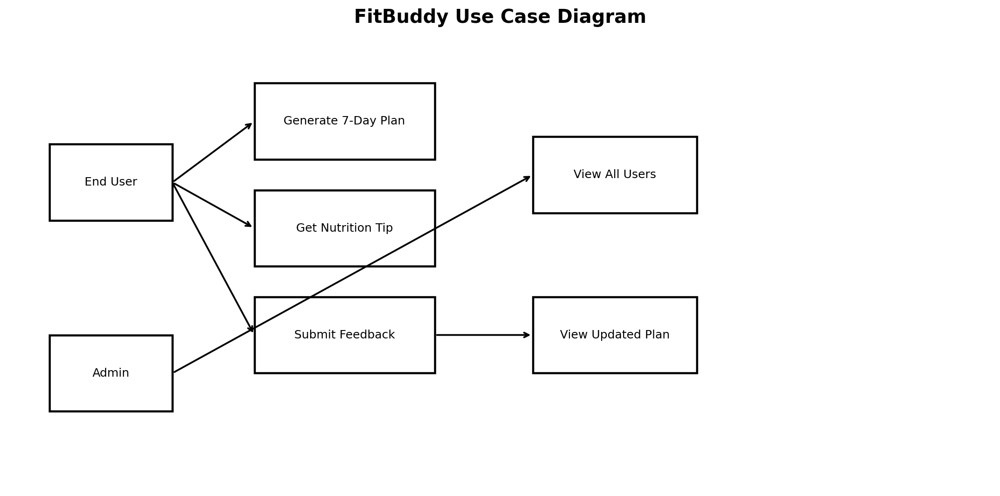 FitBuddy Use Case Diagram
Generate 7-Day Plan
End User
View All Users
Get Nutrition Tip
Submit Feedback
View Updated Plan
Admin